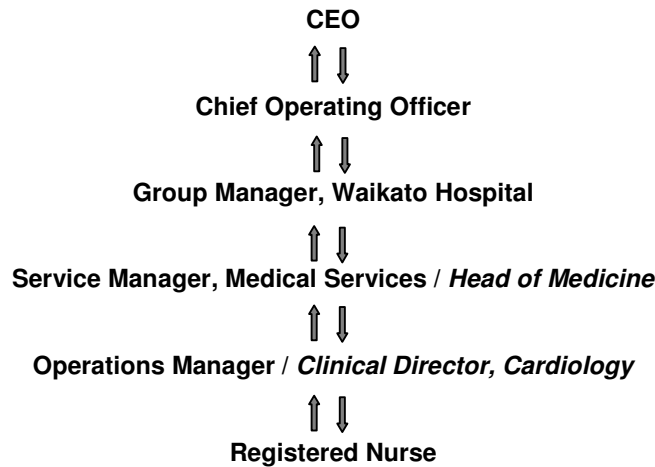 CEO
Chief Operating Officer
Group Manager, Waikato Hospital
Service Manager, Medical Services / Head of Medicine
Operations Manager / Clinical Director, Cardiology
Registered Nurse